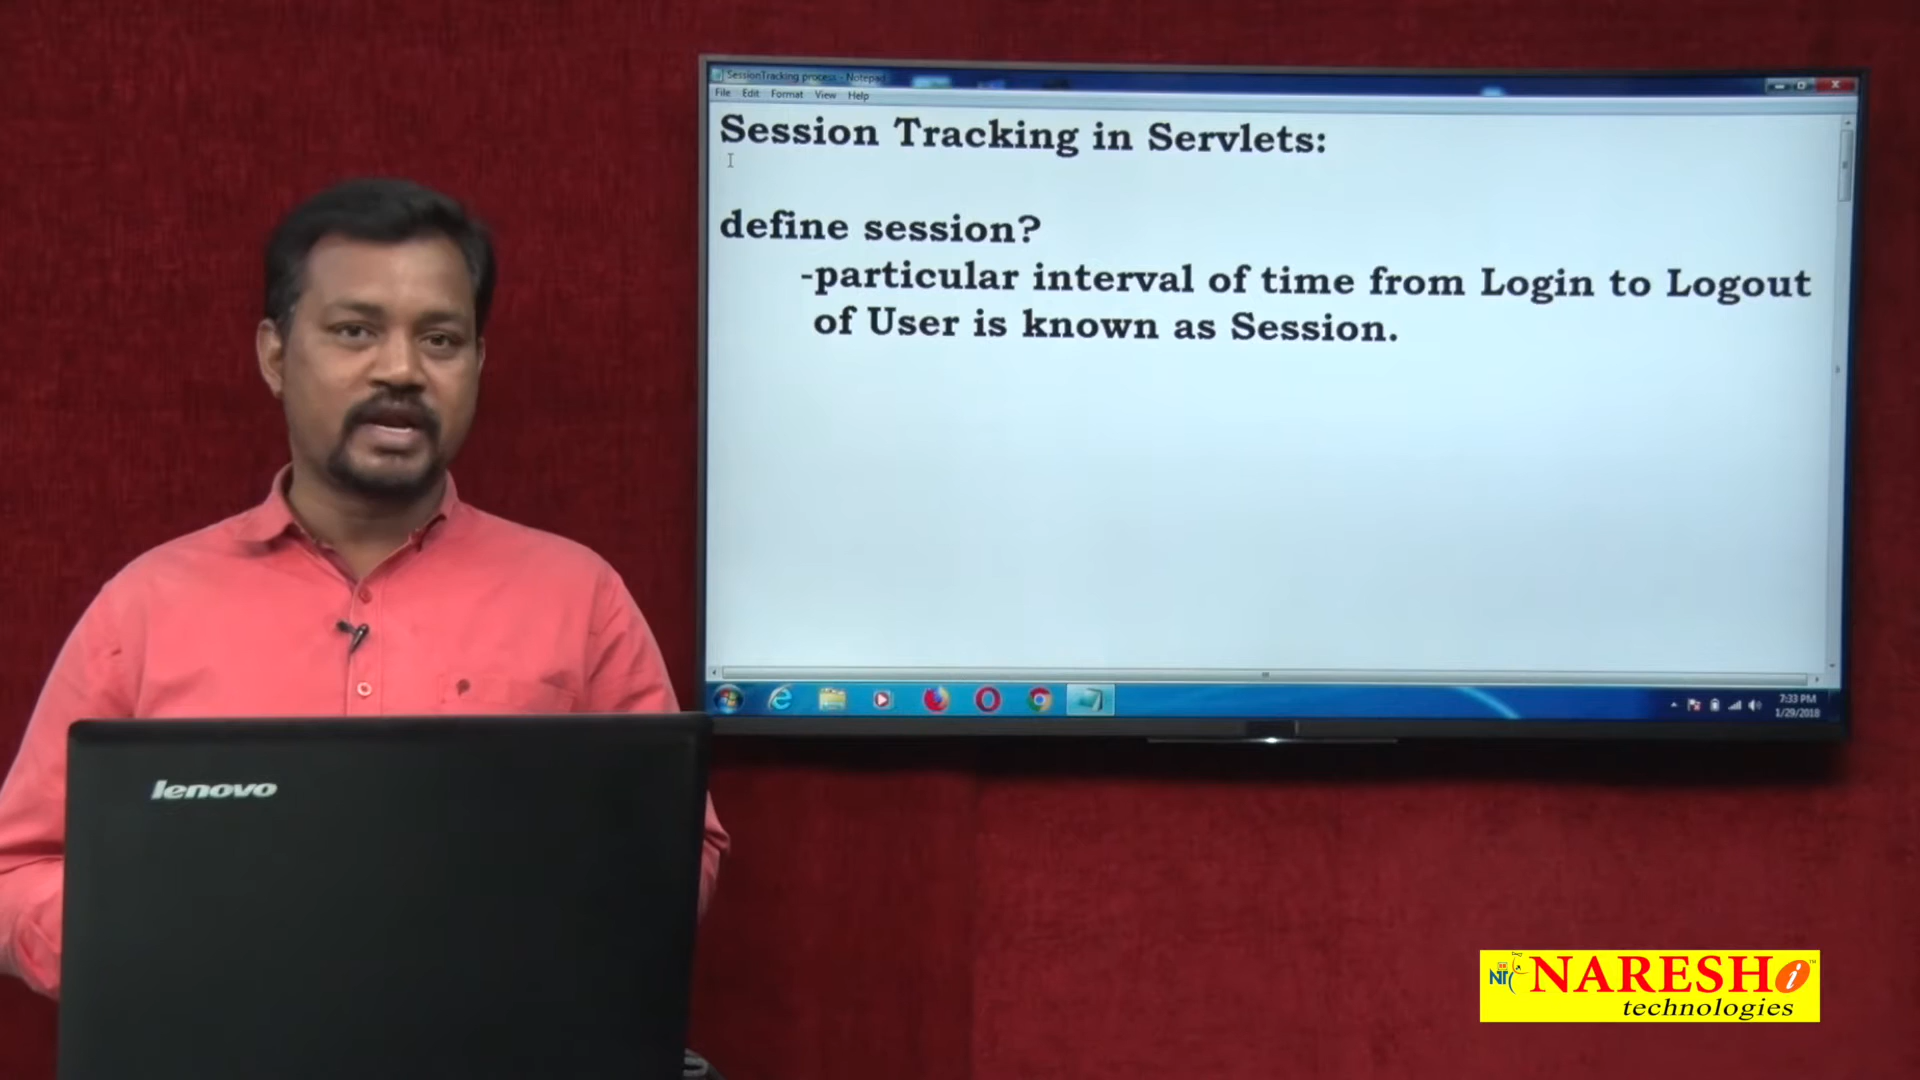 SessionTracking process - Notepad
File Edit Format View Help
Session Tracking in Servlets:
define session?
-particular interval of time from Login to Logout
of User is known as Session.
7:33 PM
1/29/2018
lenovo
NARESH i
technologies